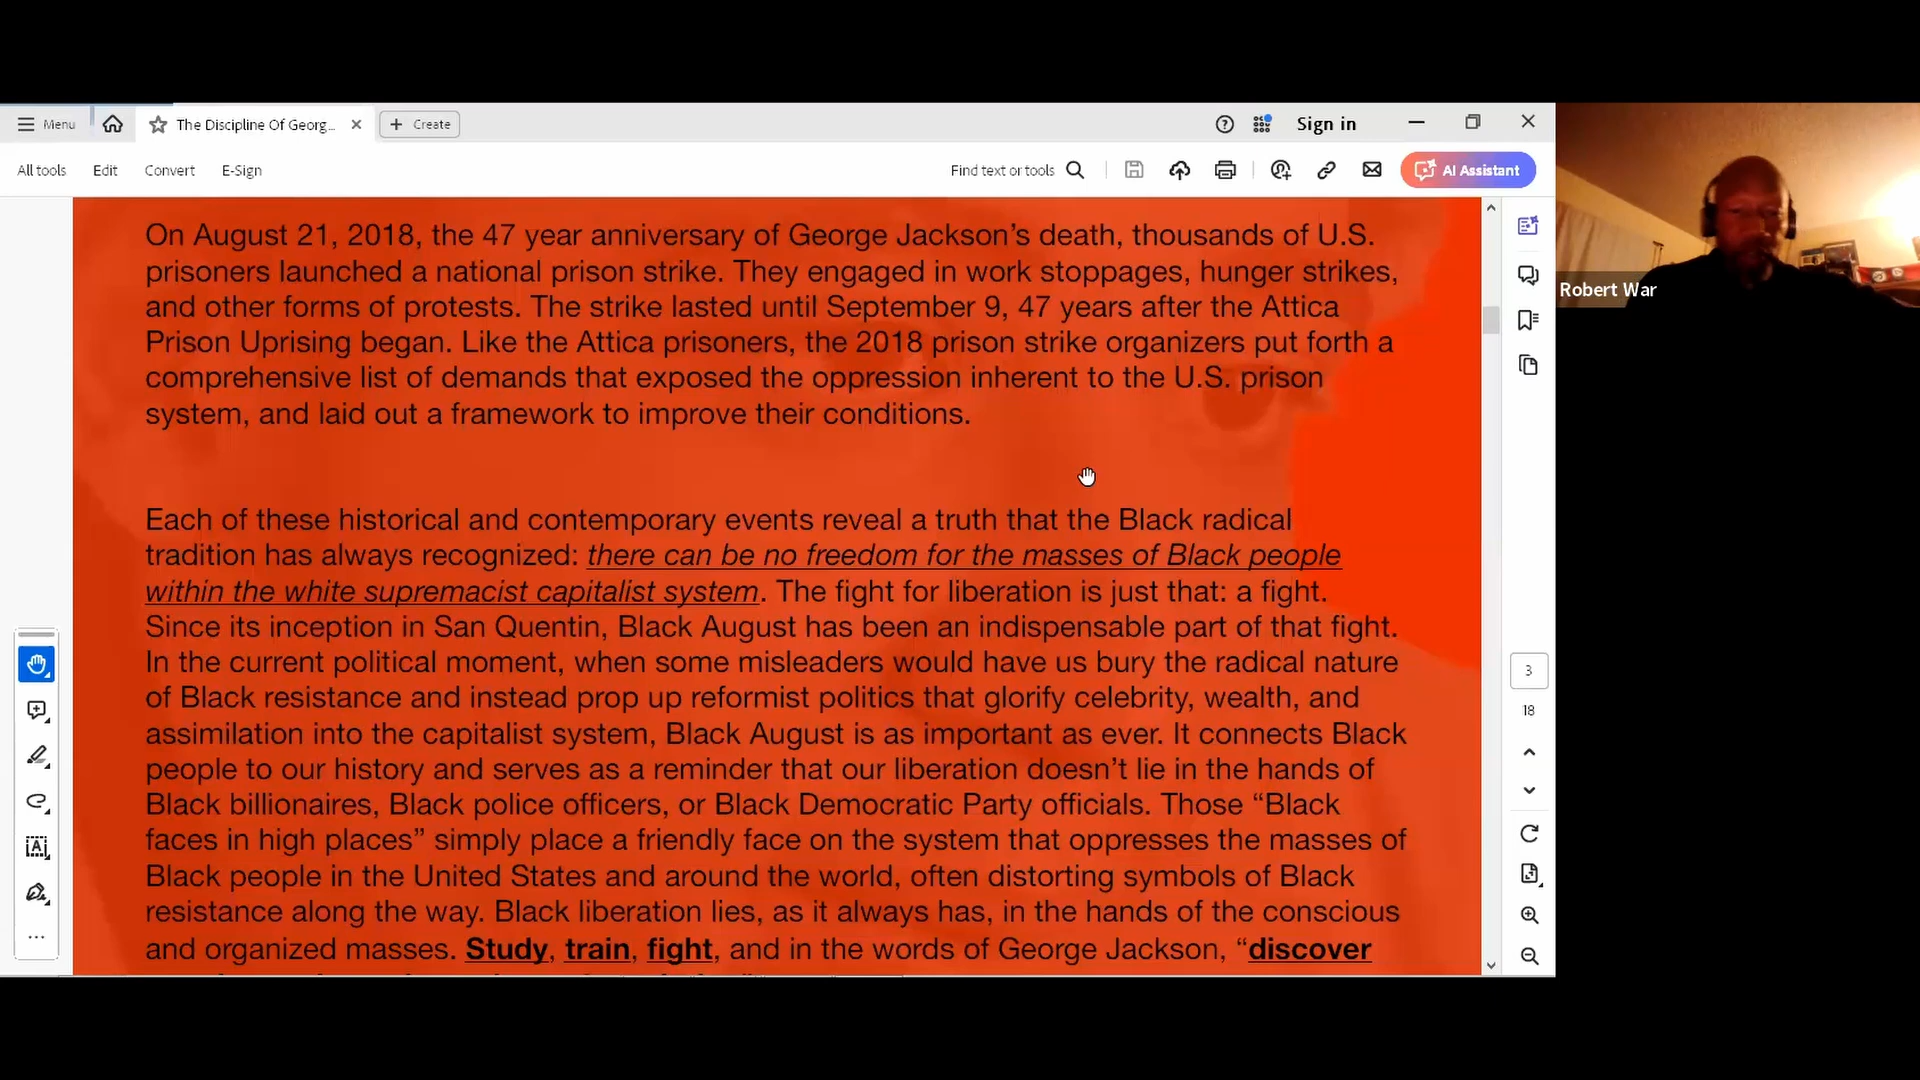 Menu
The Discipline Of Georg...
Create
Sign in
All tools
Edit
Convert
E-Sign
Find text or tools
AI Assistant
On August 21, 2018, the 47 year anniversary of George Jackson’s death, thousands of U.S.
prisoners launched a national prison strike. They engaged in work stoppages, hunger strikes,
and other forms of protests. The strike lasted until September 9, 47 years after the Attica
Prison Uprising began. Like the Attica prisoners, the 2018 prison strike organizers put forth a
comprehensive list of demands that exposed the oppression inherent to the U.S. prison
system, and laid out a framework to improve their conditions.
Each of these historical and contemporary events reveal a truth that the Black radical
tradition has always recognized: there can be no freedom for the masses of Black people
within the white supremacist capitalist system. The fight for liberation is just that: a fight.
Since its inception in San Quentin, Black August has been an indispensable part of that fight.
In the current political moment, when some misleaders would have us bury the radical nature
of Black resistance and instead prop up reformist politics that glorify celebrity, wealth, and
assimilation into the capitalist system, Black August is as important as ever. It connects Black
people to our history and serves as a reminder that our liberation doesn’t lie in the hands of
Black billionaires, Black police officers, or Black Democratic Party officials. Those “Black
faces in high places” simply place a friendly face on the system that oppresses the masses of
Black people in the United States and around the world, often distorting symbols of Black
resistance along the way. Black liberation lies, as it always has, in the hands of the conscious
and organized masses. Study, train, fight, and in the words of George Jackson, “discover
3
18
Robert War